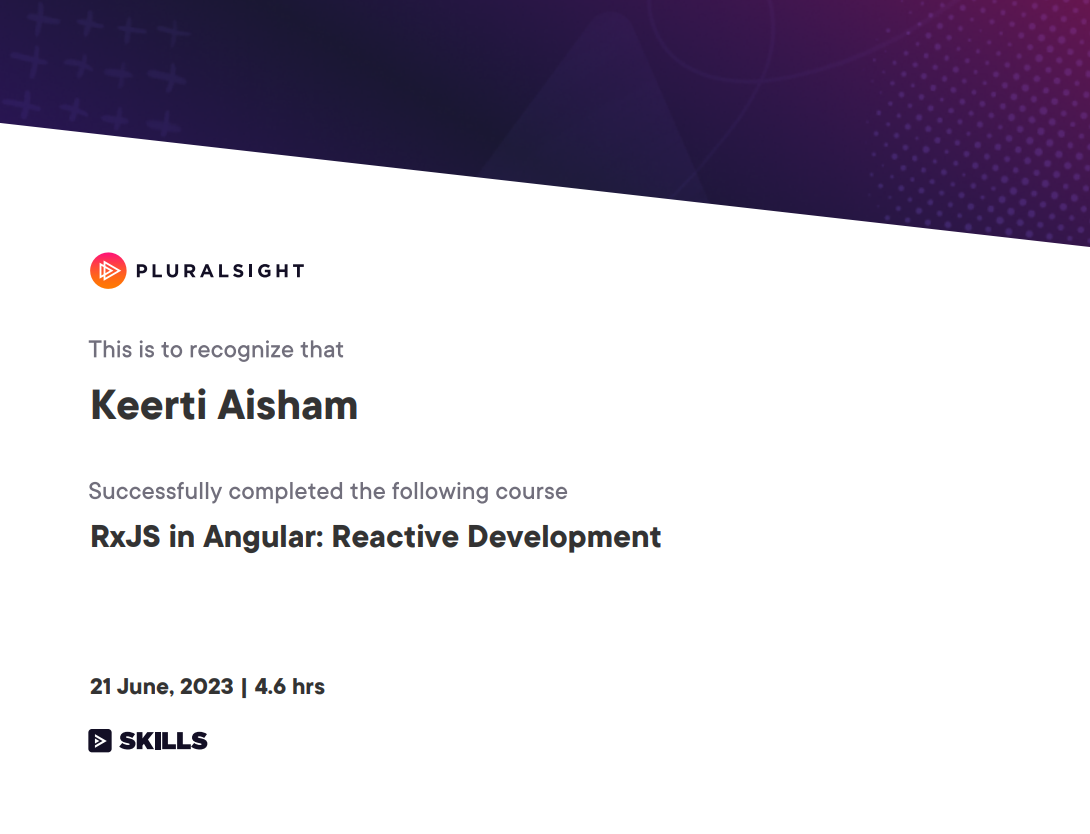 PLURALSIGHT
This is to recognize that
Keerti Aisham
Successfully completed the following course
RxJS in Angular: Reactive Development
21 June, 2023 | 4.6 hrs
SKILLS